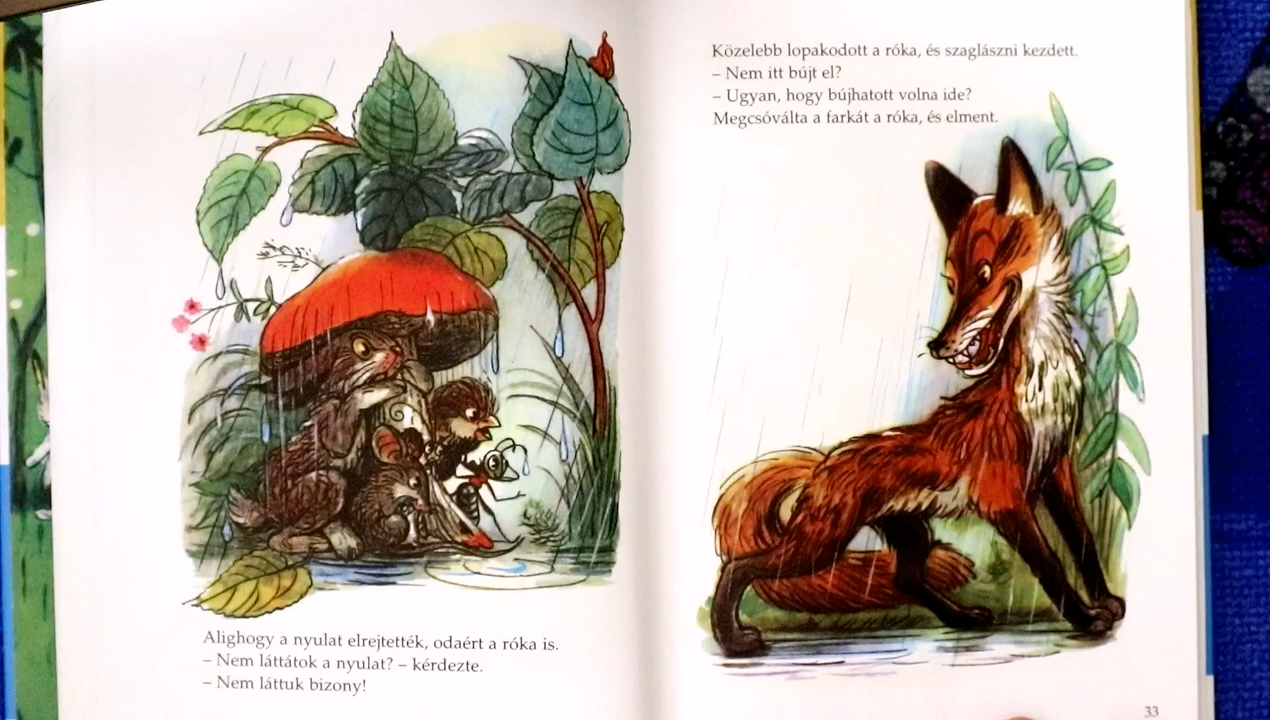 Alighogy a nyulat elrejtették, odaért a róka is.
– Nem láttátok a nyulat? – kérdezte.
– Nem láttuk bizony!
Közelebb lopakodott a róka, és szaglászni kezdett.
– Nem itt bújt el?
– Ugyan, hogy bújhatott volna ide?
Megcsóválta a farkát a róka, és elment.
33